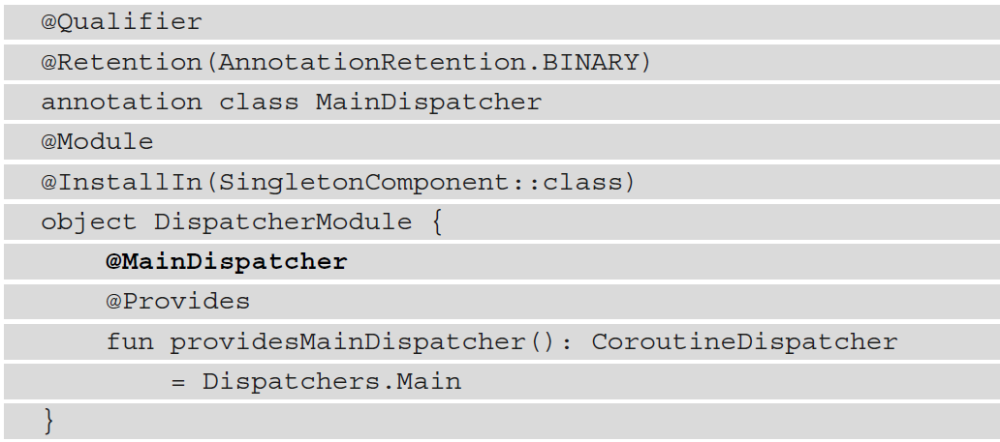 @Qualifier
@Retention(AnnotationRetention.BINARY)
annotation class MainDispatcher
@Module
@InstallIn(SingletonComponent::class)
object DispatcherModule {
    @MainDispatcher
    @Provides
    fun providesMainDispatcher(): CoroutineDispatcher
        = Dispatchers.Main
}